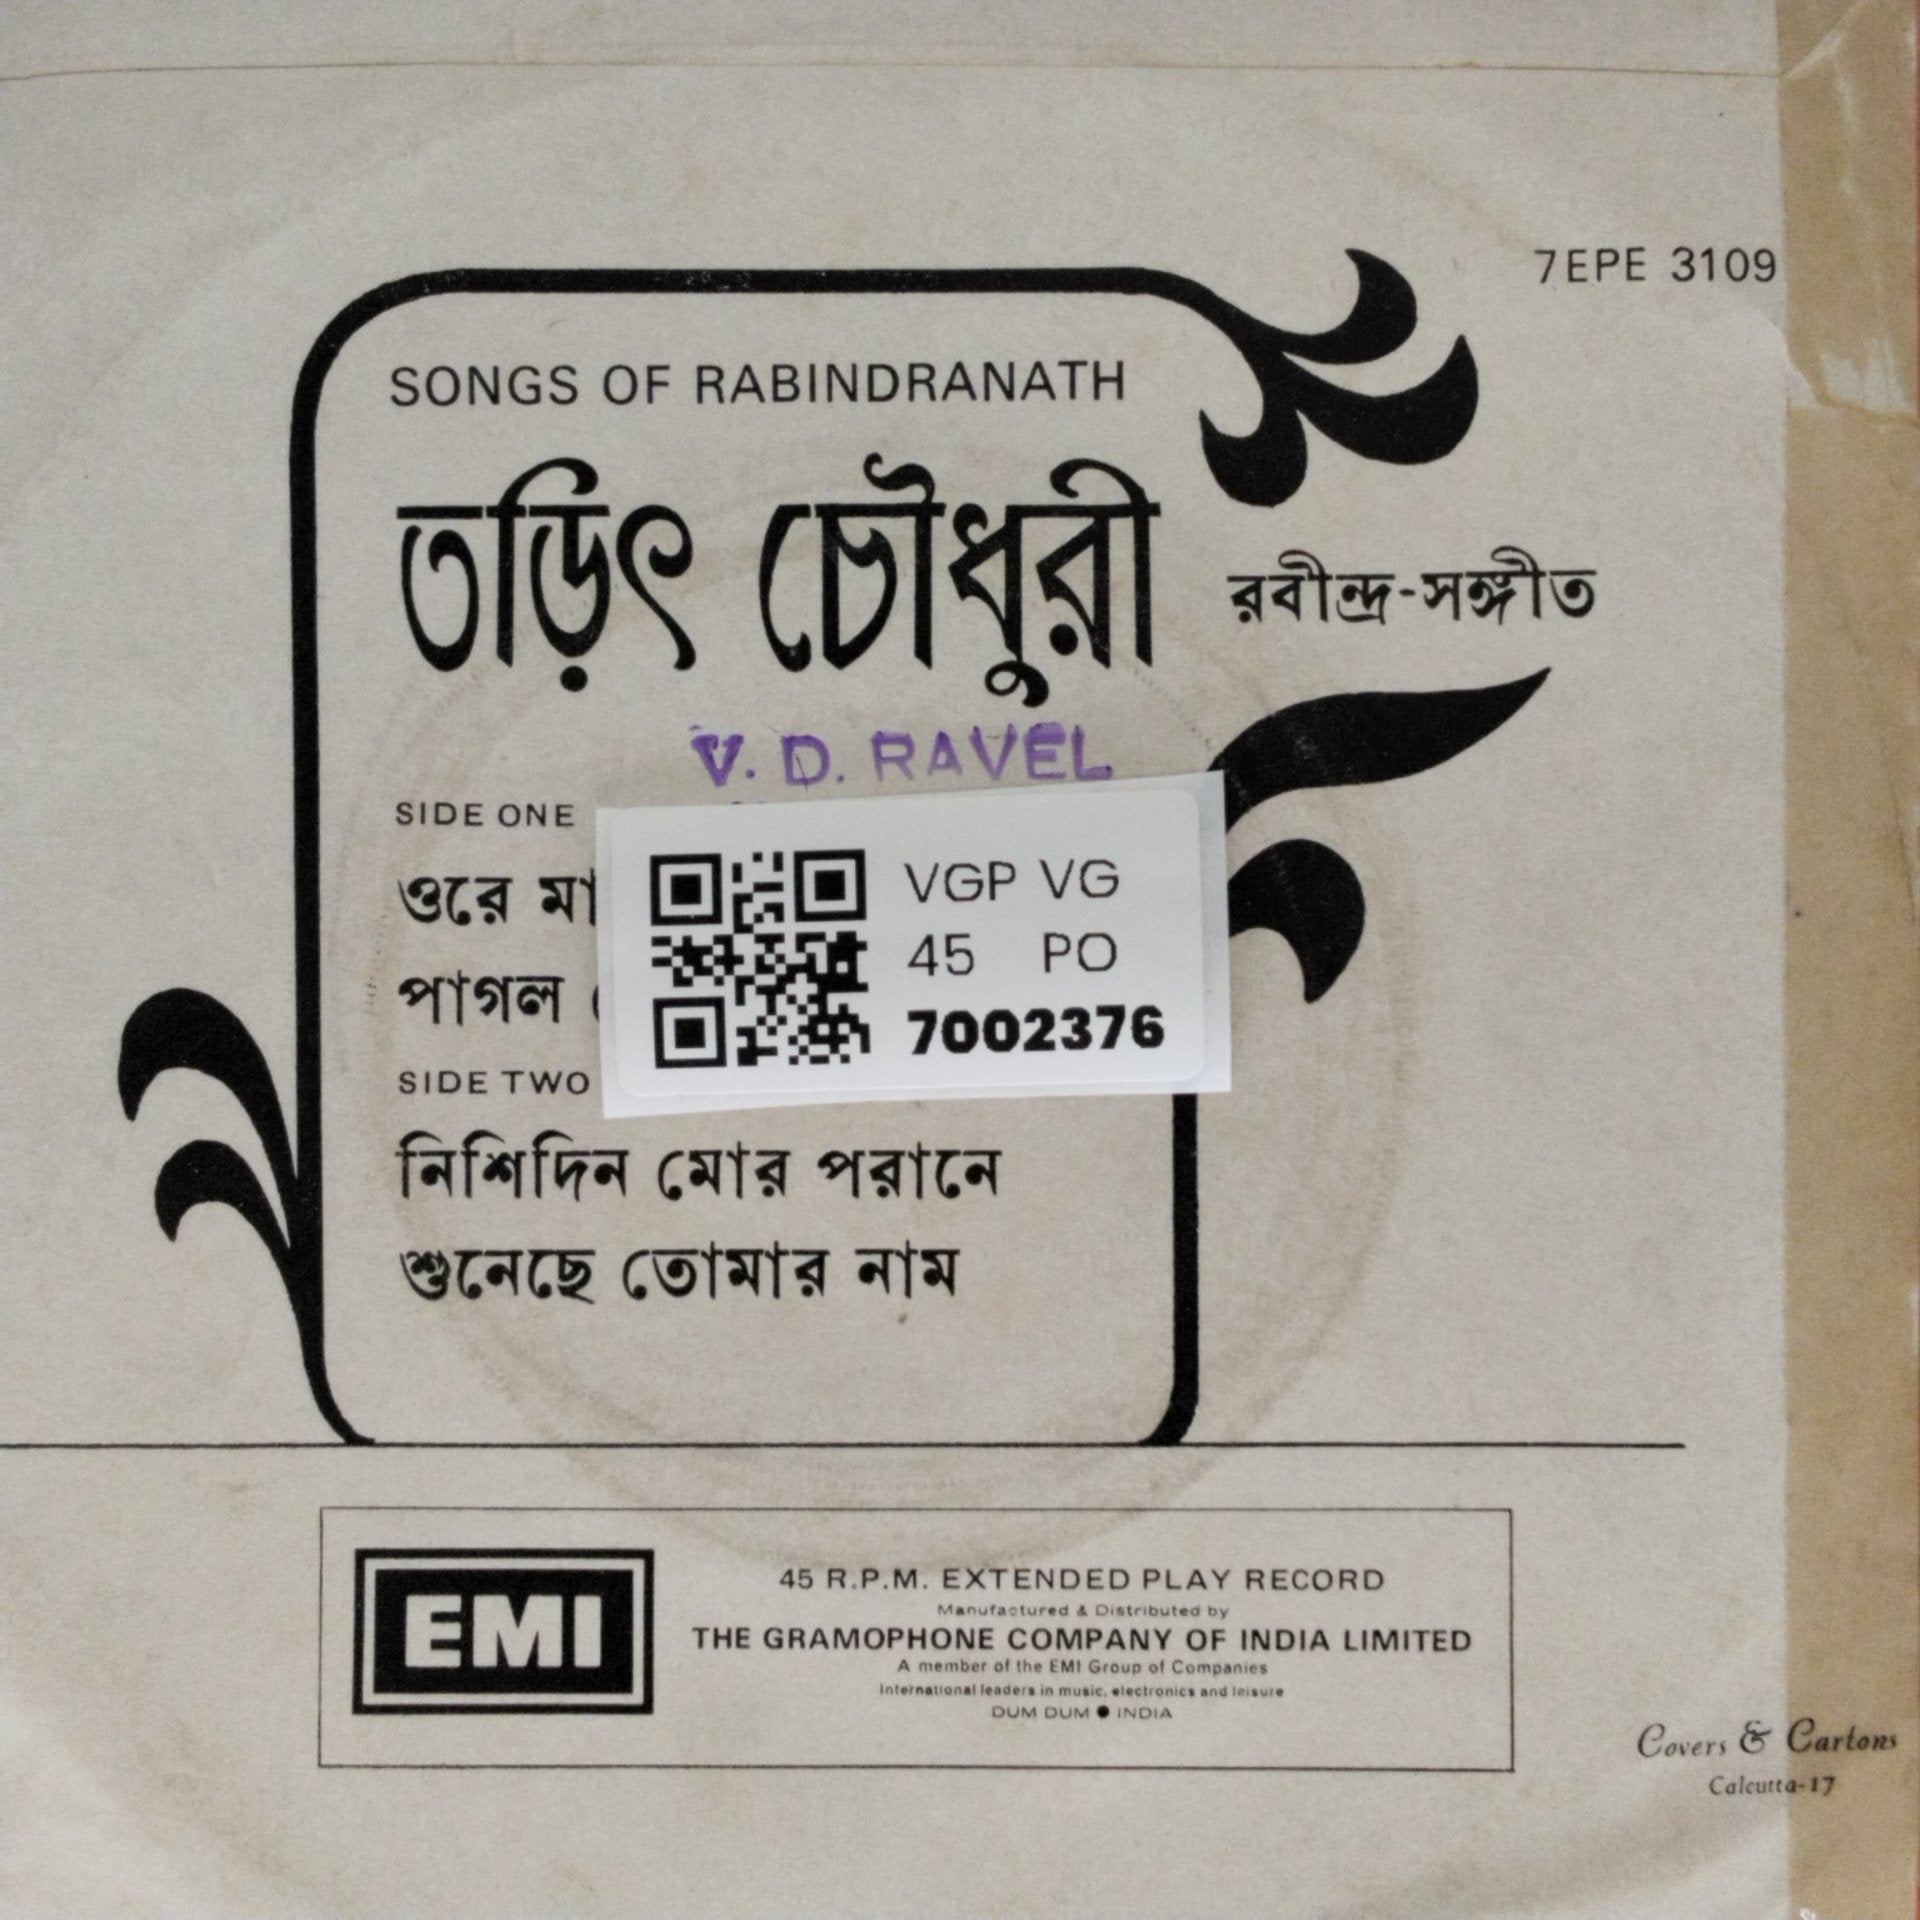 7EPE 3109
SONGS OF RABINDRANATH
তড়িৎ চৌধুরী
রবীন্দ্র-সঙ্গীত
V. D. RAVEL
SIDE ONE
ওরে
পাগল
VGP VG
45 PO
7002376
SIDE TWO
নিশিদিন মোর পরানে
শুনেছে তোমার নাম
EMI
45 R.P.M. EXTENDED PLAY RECORD
Manufactured & Distributed by
THE GRAMOPHONE COMPANY OF INDIA LIMITED
A member of the EMI Group of Companies
International leaders in music, electronics and leisure
DUM DUM ● INDIA
Covers & Cartons
Calcutta-17